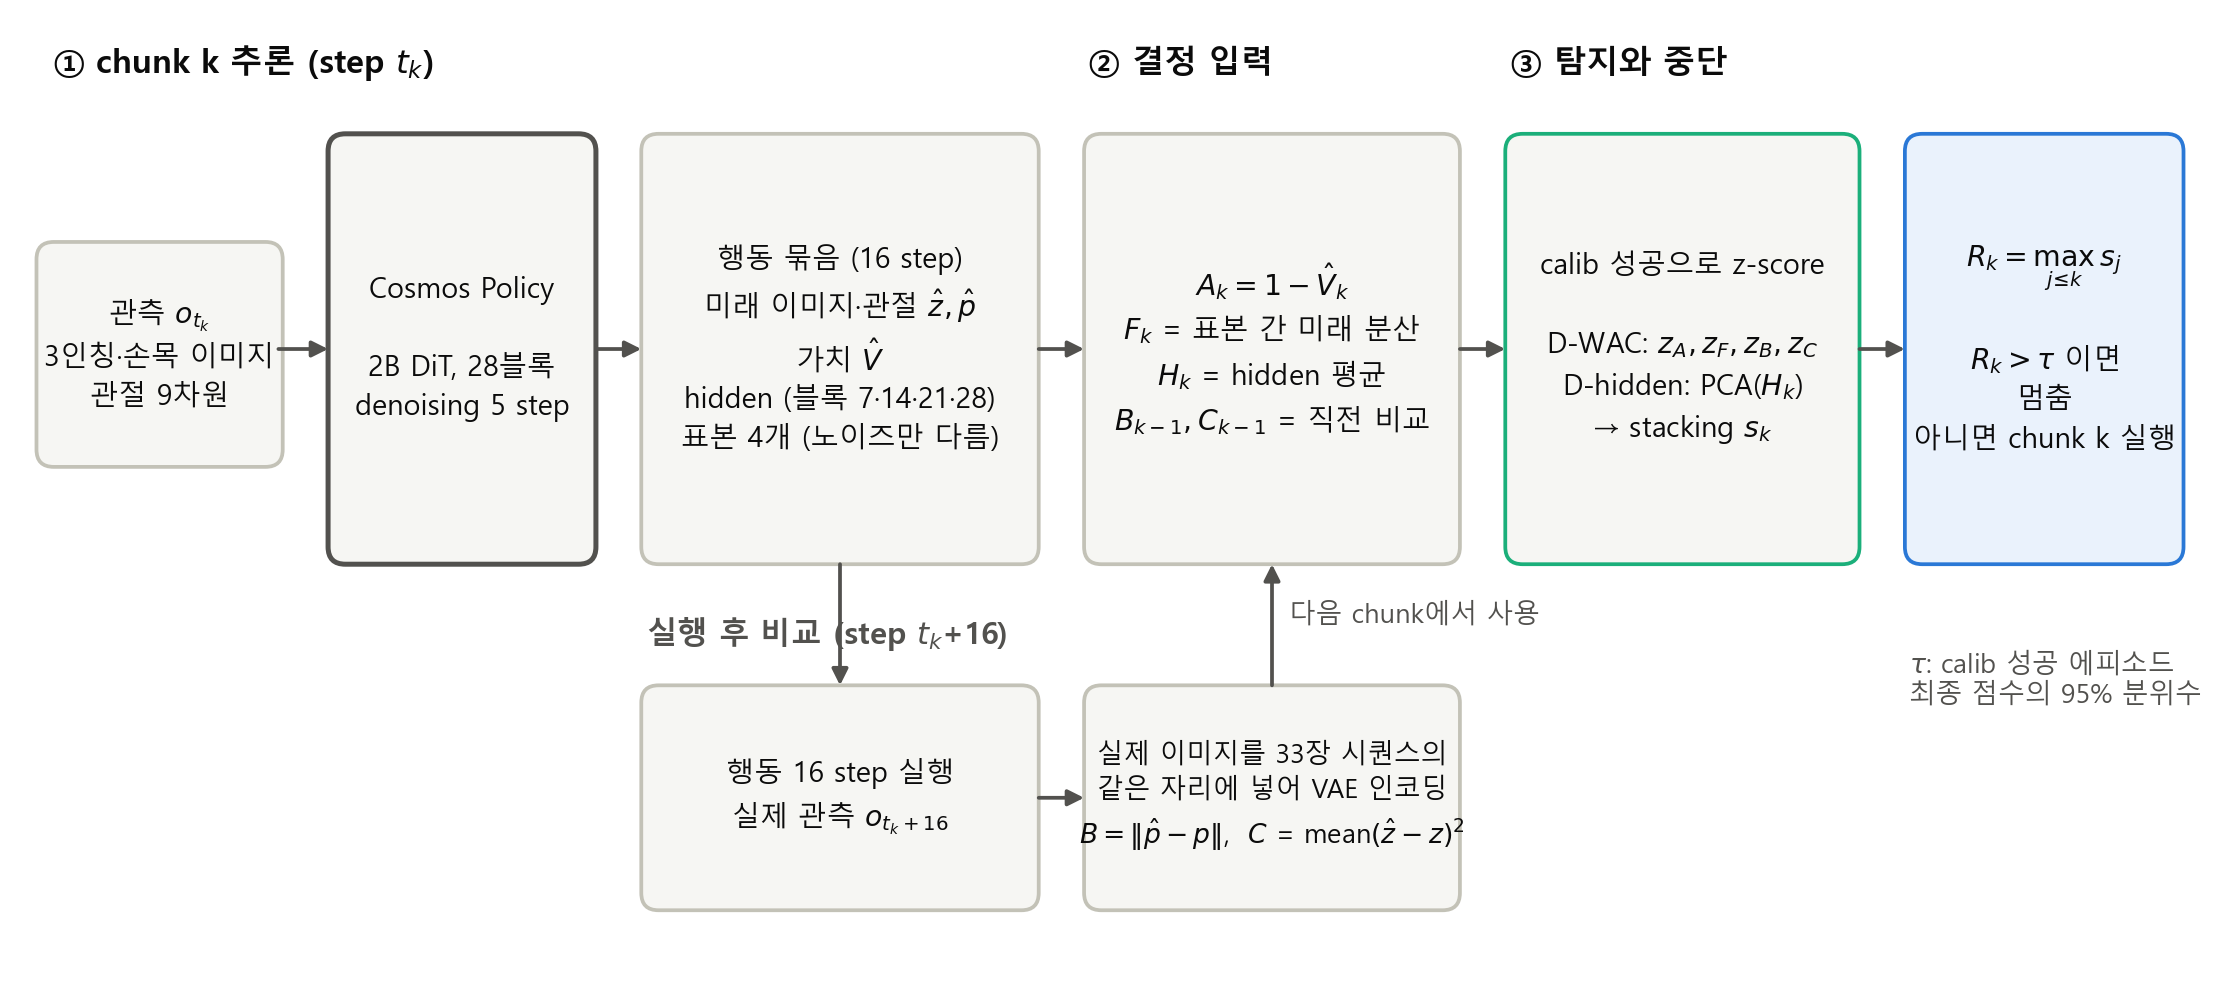 ① chunk k 추론 (step t_k)
② 결정 입력
③ 탐지와 중단
관측 o_{t_k}
3인칭·손목 이미지
관절 9차원
Cosmos Policy
2B DiT, 28블록
denoising 5 step
행동 묶음 (16 step)
미래 이미지·관절 ẑ, p̂
가치 V̂
hidden (블록 7·14·21·28)
표본 4개 (노이즈만 다름)
A_k = 1 − V̂_k
F_k = 표본 간 미래 분산
H_k = hidden 평균
B_{k−1}, C_{k−1} = 직전 비교
calib 성공으로 z-score
D-WAC: z_A, z_F, z_B, z_C
D-hidden: PCA(H_k)
→ stacking s_k
R_k = max_{j≤k} s_j
R_k > τ 이면
멈춤
아니면 chunk k 실행
실행 후 비교 (step t_k+16)
다음 chunk에서 사용
τ: calib 성공 에피소드
최종 점수의 95% 분위수
행동 16 step 실행
실제 관측 o_{t_k+16}
실제 이미지를 33장 시퀀스의
같은 자리에 넣어 VAE 인코딩
B = ‖p̂ − p‖, C = mean(ẑ − z)²